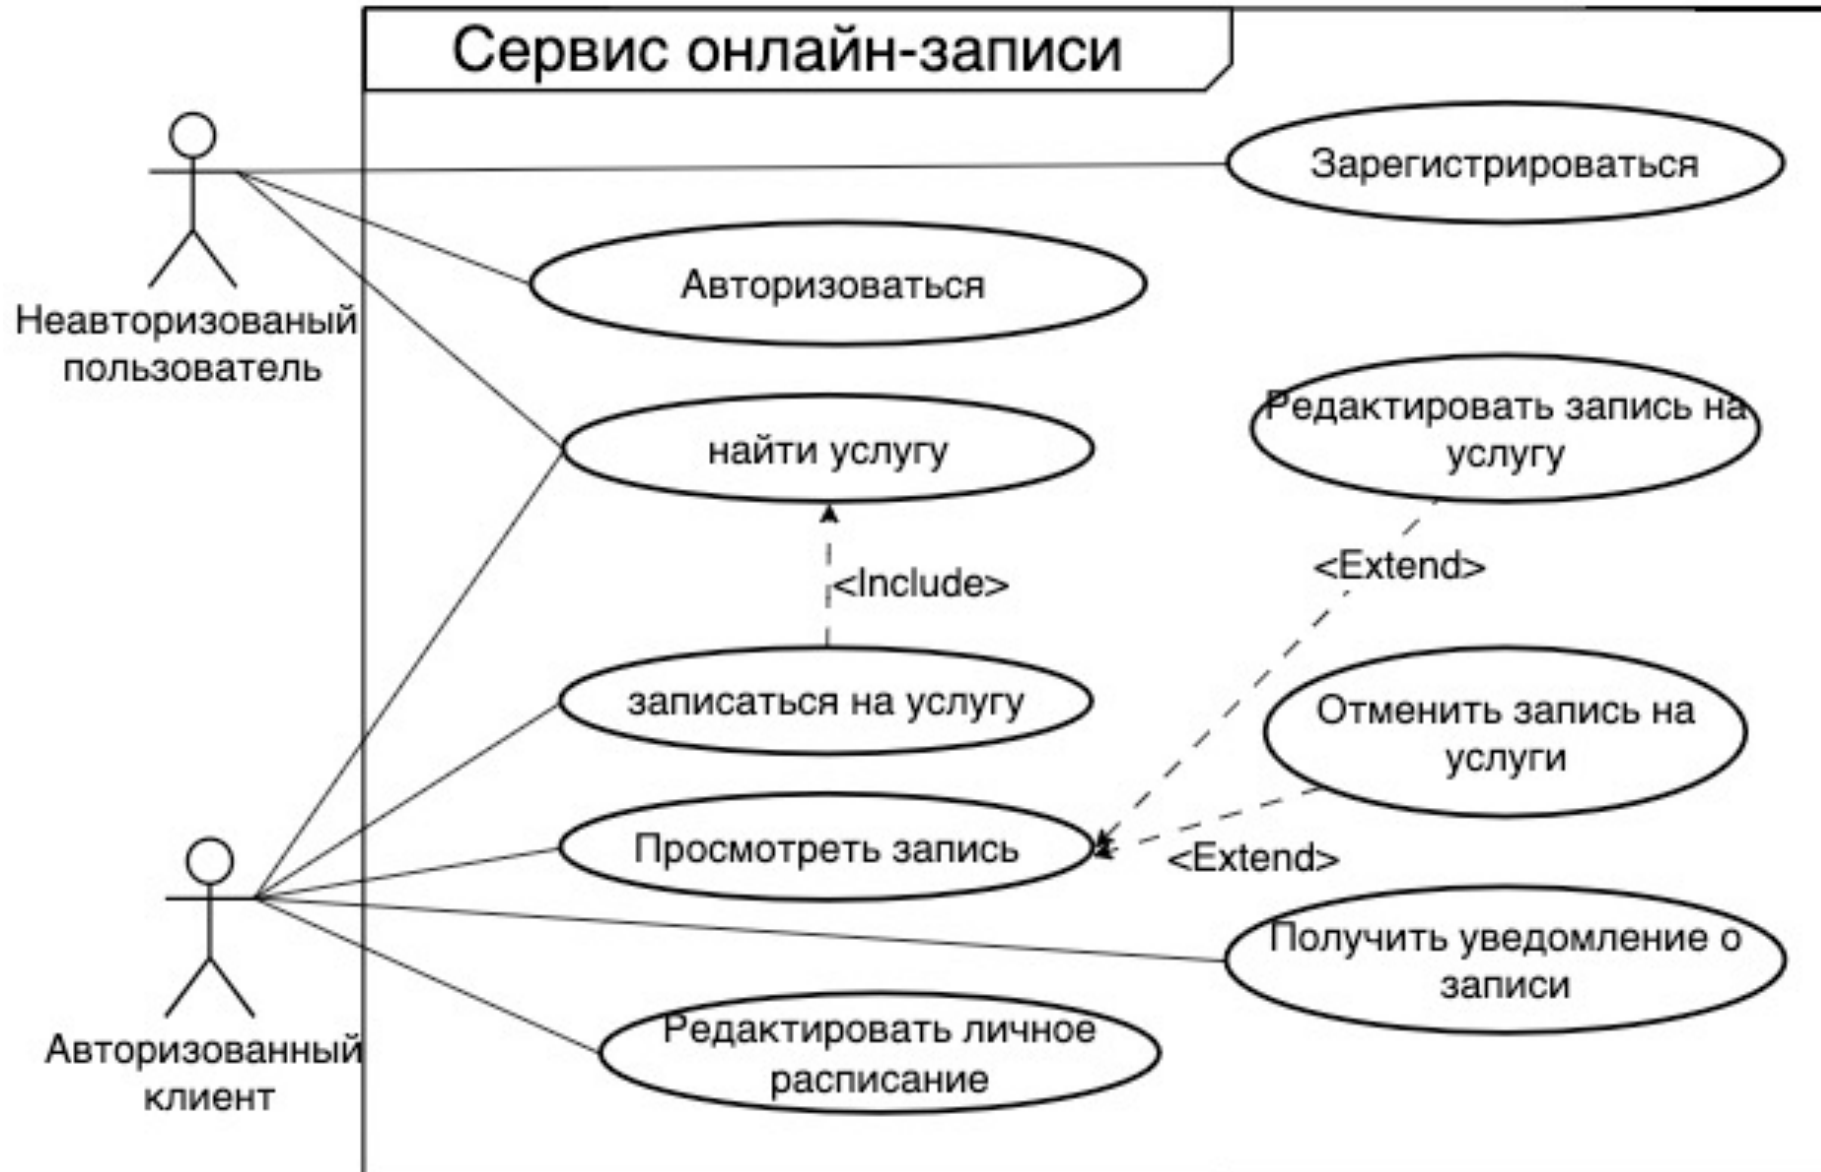 Сервис онлайн-записи
Зарегистрироваться
Авторизоваться
Неавторизованый
пользователь
Редактировать запись на
услугу
найти услугу
<Extend>
<Include>
записаться на услугу
Отменить запись на
услуги
Просмотреть запись
<Extend>
Получить уведомление о
записи
Редактировать личное
расписание
Авторизованный
клиент